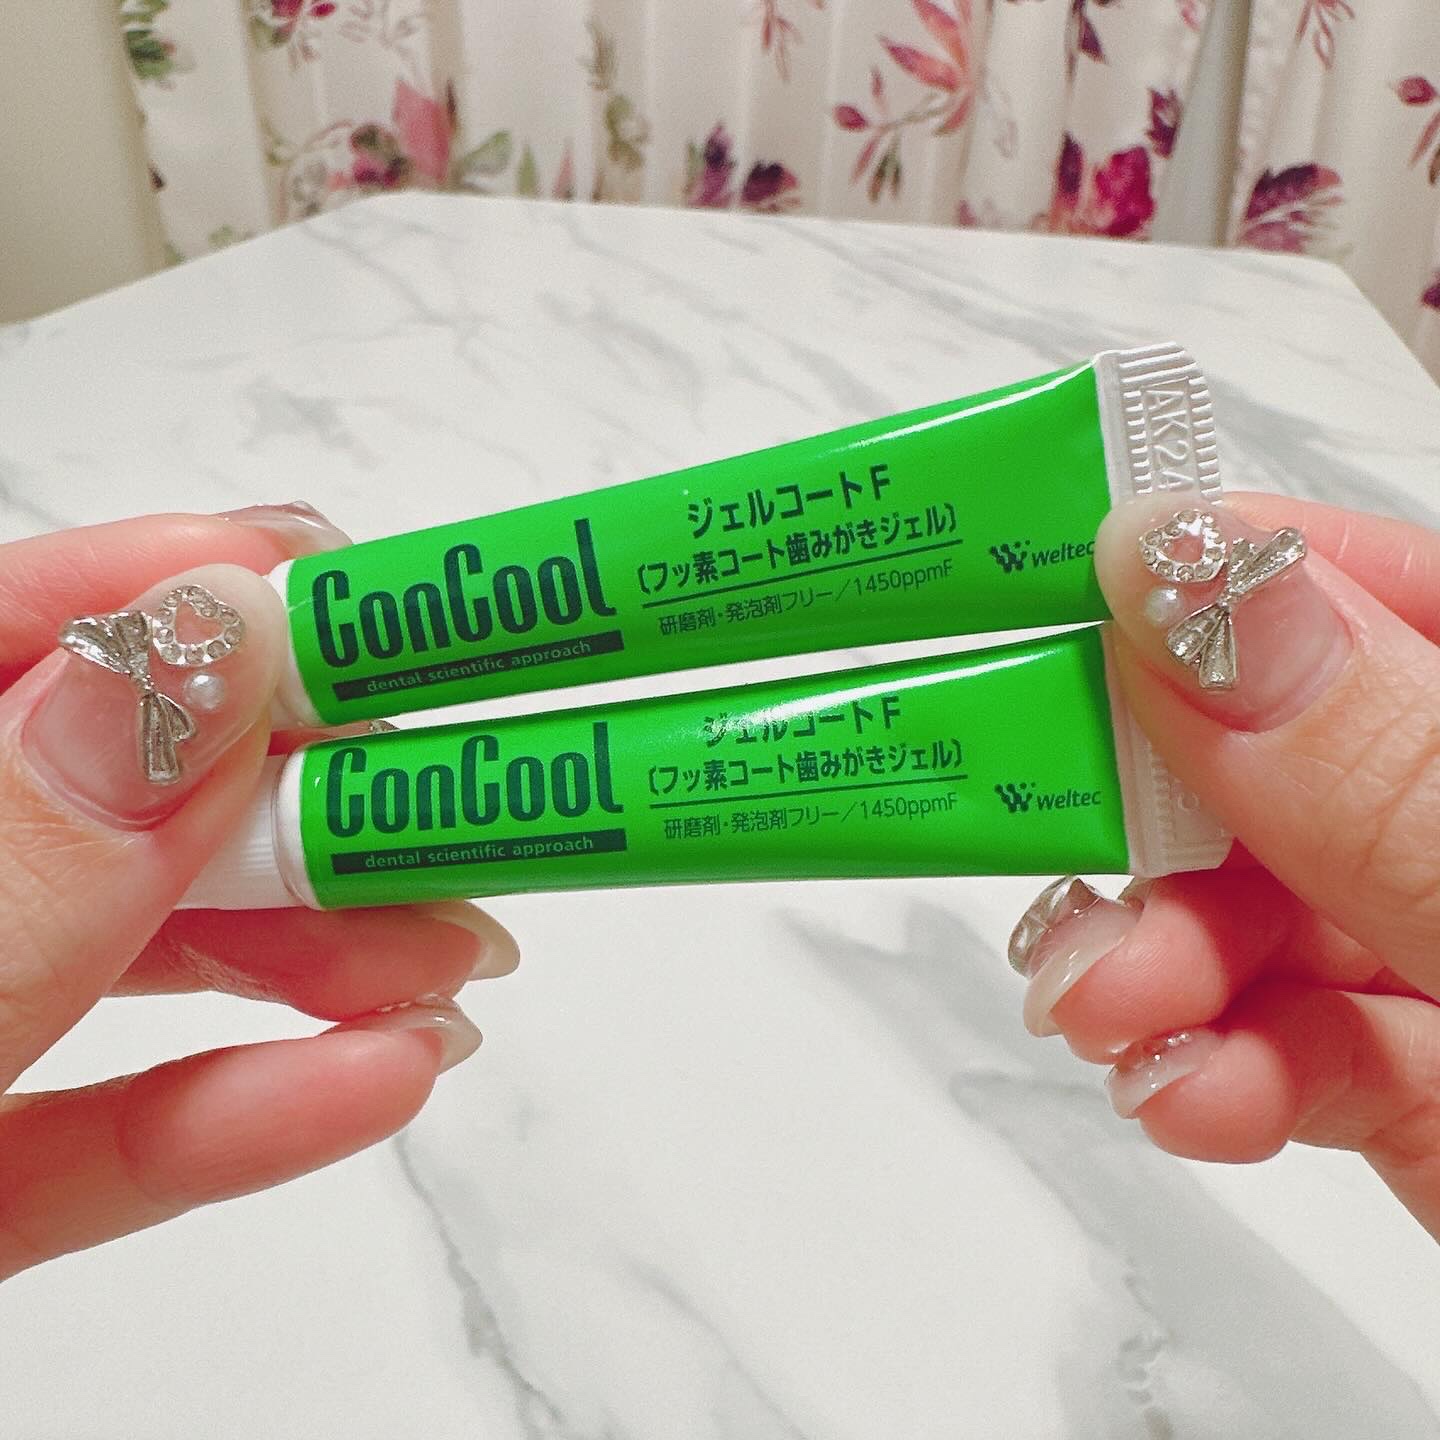 ConCool
dental scientific approach
ジェルコートF
〔フッ素コート歯みがきジェル〕
研磨剤・発泡剤フリー/1450ppmF
weltec
AK24
ConCool
dental scientific approach
ジェルコートF
〔フッ素コート歯みがきジェル〕
研磨剤・発泡剤フリー/1450ppmF
weltec